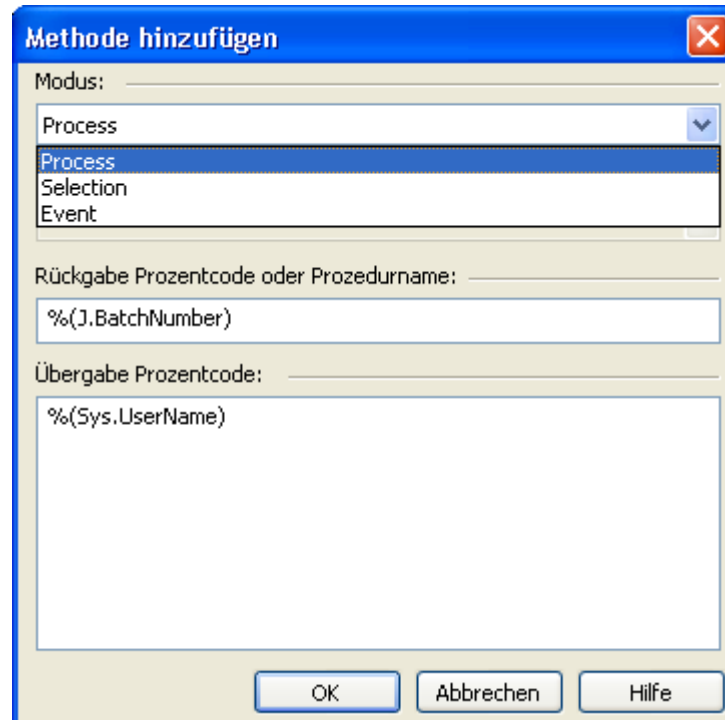 Methode hinzufügen
Modus:
Process
Process
Selection
Event
Rückgabe Prozentcode oder Prozedurname:
%(J.BatchNumber)
Übergabe Prozentcode:
%(Sys.UserName)
OK Abbrechen Hilfe